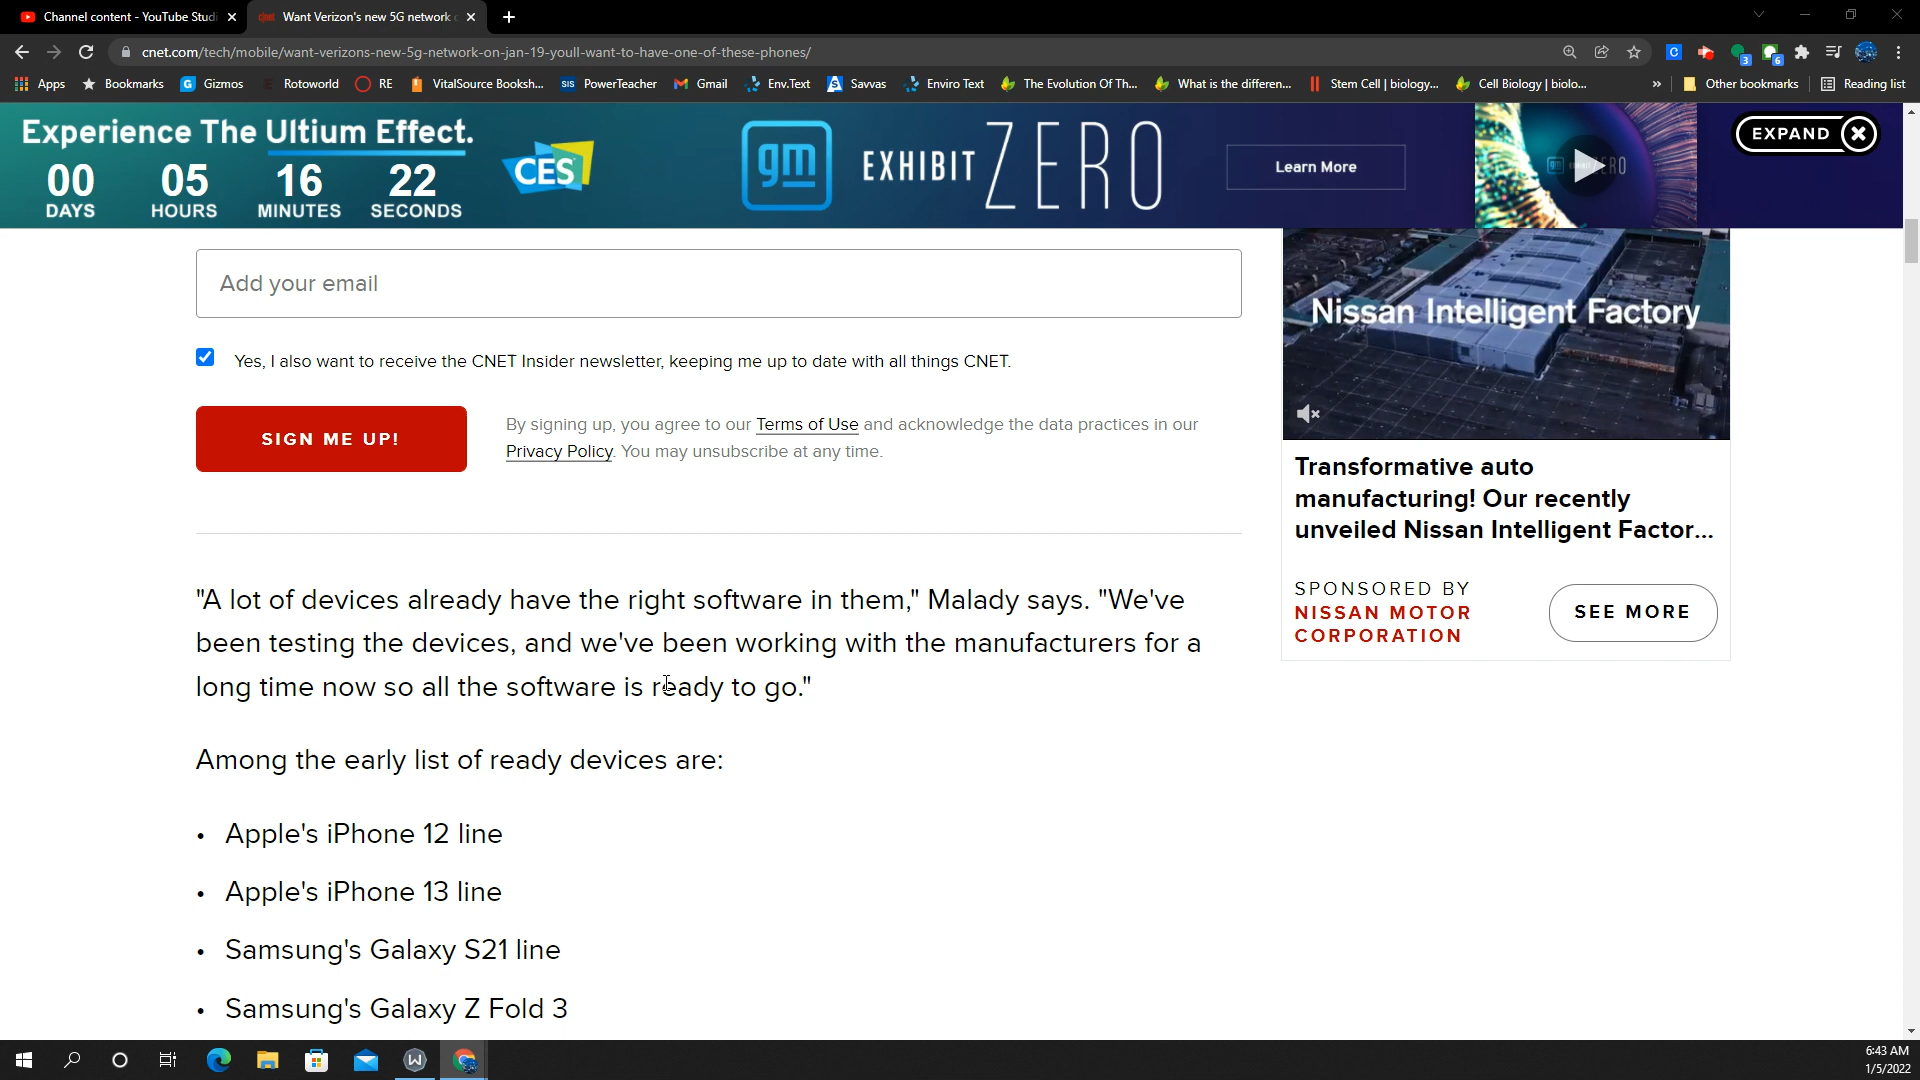 Channel content - YouTube Studi
Want Verizon's new 5G network
cnet.com/tech/mobile/want-verizons-new-5g-network-on-jan-19-youll-want-to-have-one-of-these-phones/
Apps Bookmarks G Gizmos Rotoworld RE VitalSource Booksh... SIS PowerTeacher Gmail Env.Text S Savvas Enviro Text The Evolution Of Th... What is the differen... Stem Cell | biology... Cell Biology | biolo... » Other bookmarks Reading list
Experience The Ultium Effect.
00 05 16 22
DAYS HOURS MINUTES SECONDS
CES
gm EXHIBIT ZERO
Learn More
EXPAND
Add your email
Yes, I also want to receive the CNET Insider newsletter, keeping me up to date with all things CNET.
SIGN ME UP!
By signing up, you agree to our Terms of Use and acknowledge the data practices in our
Privacy Policy. You may unsubscribe at any time.
Nissan Intelligent Factory
Transformative auto
manufacturing! Our recently
unveiled Nissan Intelligent Factor...
SPONSORED BY
NISSAN MOTOR
CORPORATION
SEE MORE
"A lot of devices already have the right software in them," Malady says. "We've
been testing the devices, and we've been working with the manufacturers for a
long time now so all the software is ready to go."
Among the early list of ready devices are:
• Apple's iPhone 12 line
• Apple's iPhone 13 line
• Samsung's Galaxy S21 line
• Samsung's Galaxy Z Fold 3
6:43 AM
1/5/2022